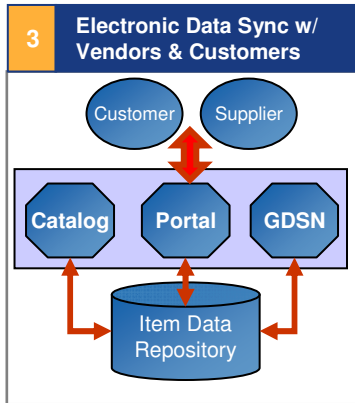 3
Electronic Data Sync w/
Vendors & Customers
Customer
Supplier
Catalog
Portal
GDSN
Item Data
Repository